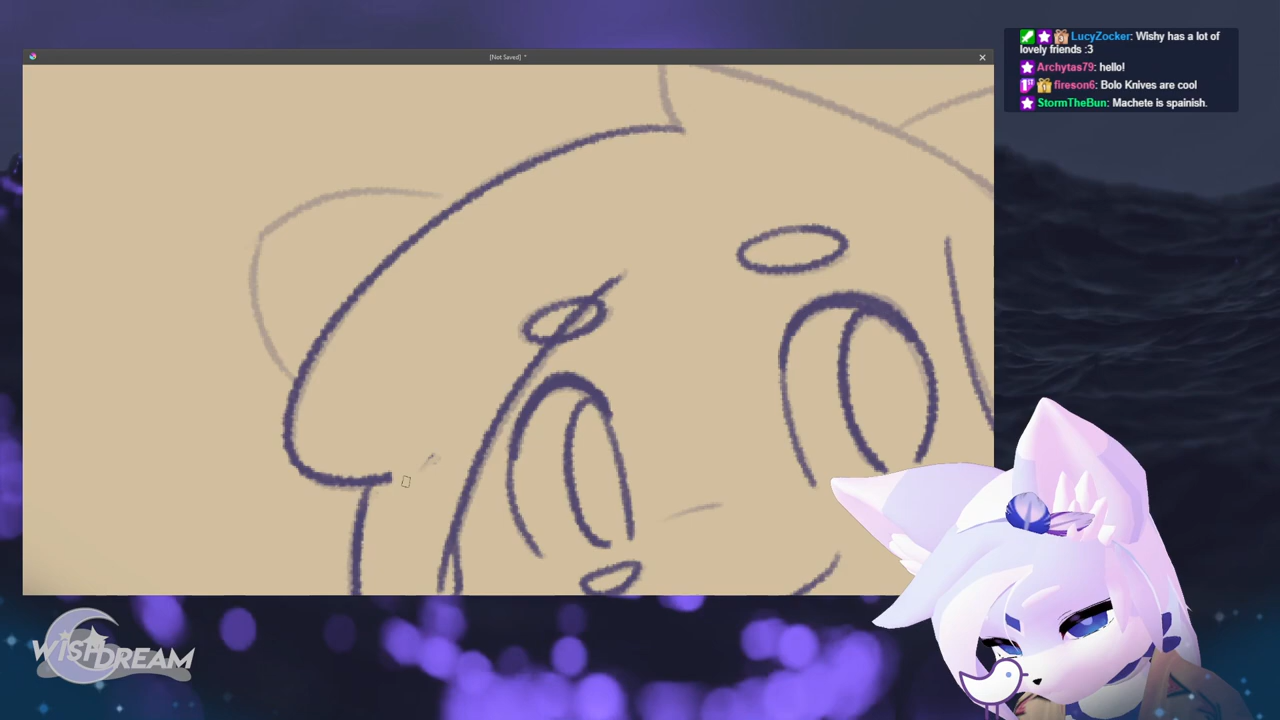 [Not Saved] *
LucyZocker: Wishy has a lot of
lovely friends :3
Archytas79: hello!
fireson6: Bolo Knives are cool
StormTheBun: Machete is spainish.
WISHDREAM